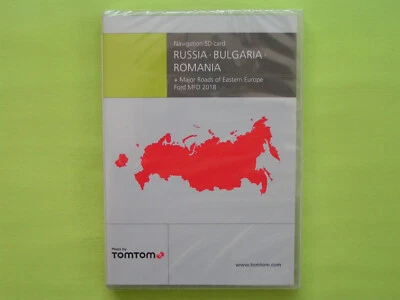 Navigation SD card
RUSSIA · BULGARIA
ROMANIA
+ Major Roads of Eastern Europe
Ford MFD 2018
Maps by
TOMTOM
www.tomtom.com